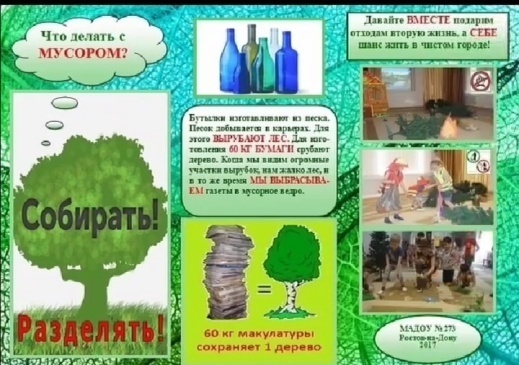 Что делать с
МУСОРОМ?
Собирать!
Разделять!
Бутылки изготавливают из песка.
Песок добывается в карьерах. Для
этого ВЫРУБАЮТ ЛЕС. Для изго-
товления 60 КГ БУМАГИ срубают
дерево. Когда мы видим огромные
участки вырубок, нам жалко лес, и
в то же время МЫ ВЫБРАСЫВА-
ЕМ газеты в мусорное ведро.
60 кг макулатуры
сохраняет 1 дерево
Давайте ВМЕСТЕ подарим
отходам вторую жизнь, а СЕБЕ
шанс жить в чистом городе!
МАДОУ № 273
Ростов-на-Дону
2017